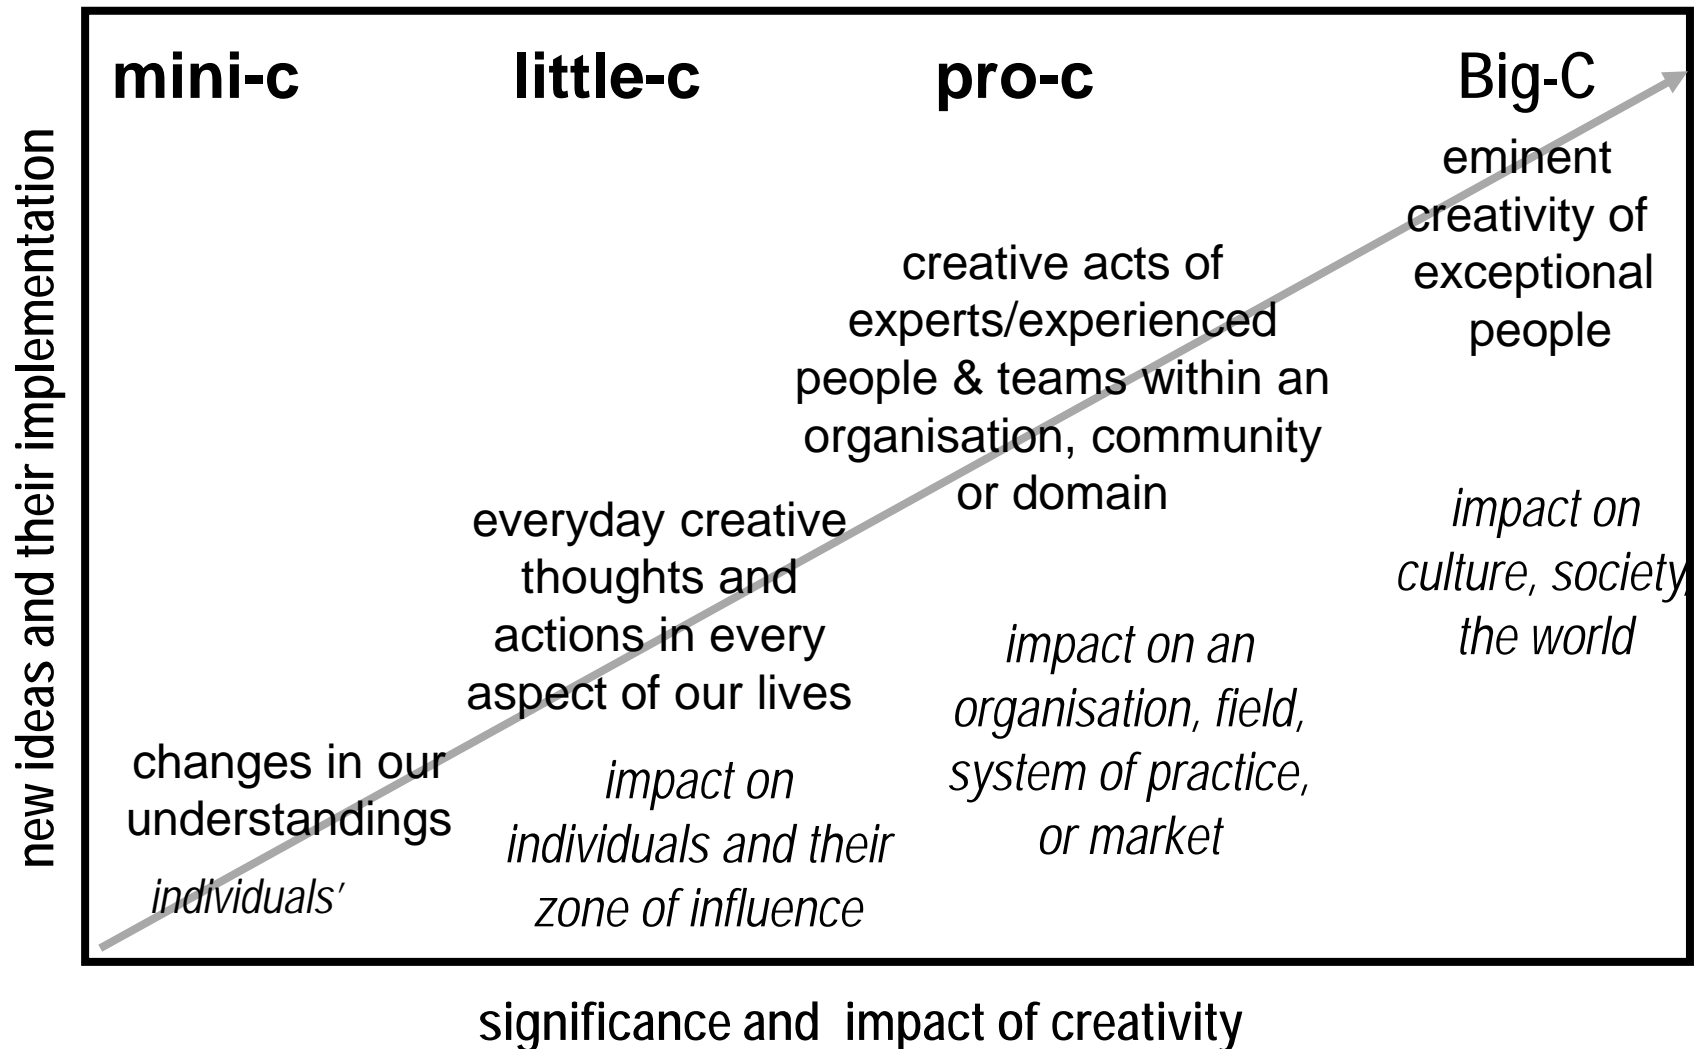 mini-c
little-c
pro-c
Big-C
new ideas and their implementation
changes in our
understandings
individuals’
everyday creative
thoughts and
actions in every
aspect of our lives
impact on
individuals and their
zone of influence
creative acts of
experts/experienced
people & teams within an
organisation, community
or domain
impact on an
organisation, field,
system of practice,
or market
eminent
creativity of
exceptional
people
impact on
culture, society,
the world
significance and impact of creativity